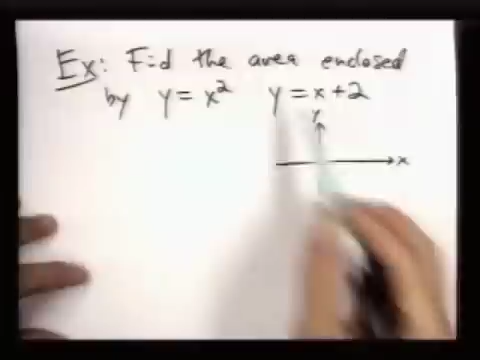 Ex: Find the area enclosed
by y = x² y = x + 2
y
x